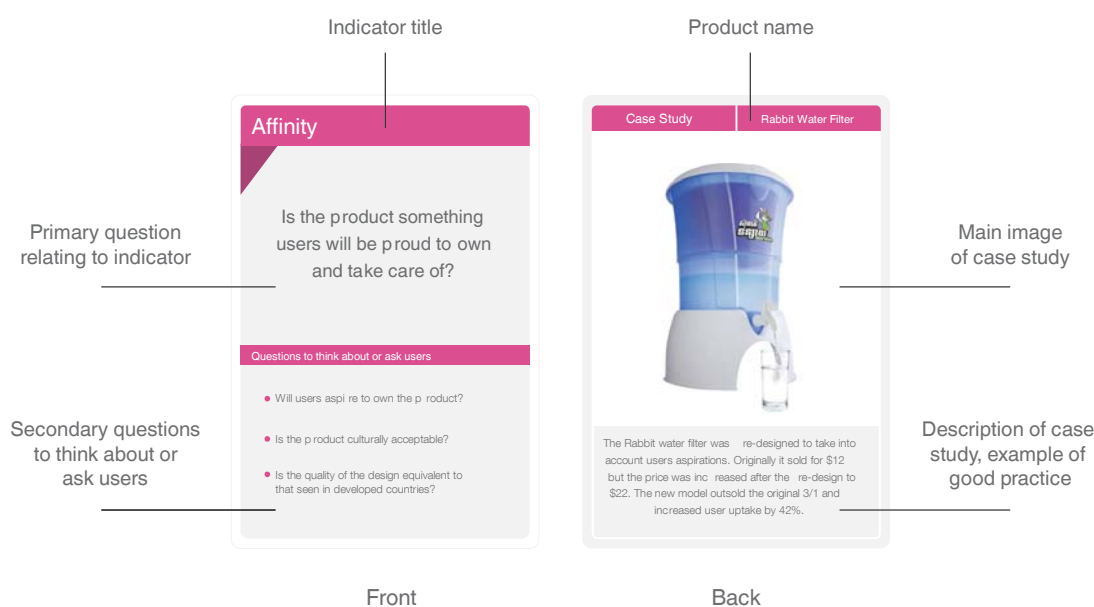 Indicator title
Product name
Affinity
Case Study
Rabbit Water Filter
Is the product something
users will be proud to own
and take care of?
Primary question
relating to indicator
Main image
of case study
Questions to think about or ask users
Will users aspi re to own the p roduct?
Is the p roduct culturally acceptable?
Is the quality of the design equivalent to
that seen in developed countries?
Secondary questions
to think about or
ask users
The Rabbit water filter was re-designed to take into
account users aspirations. Originally it sold for $12
but the price was inc reased after the re-design to
$22. The new model outsold the original 3/1 and
increased user uptake by 42%.
Description of case
study, example of
good practice
Front
Back